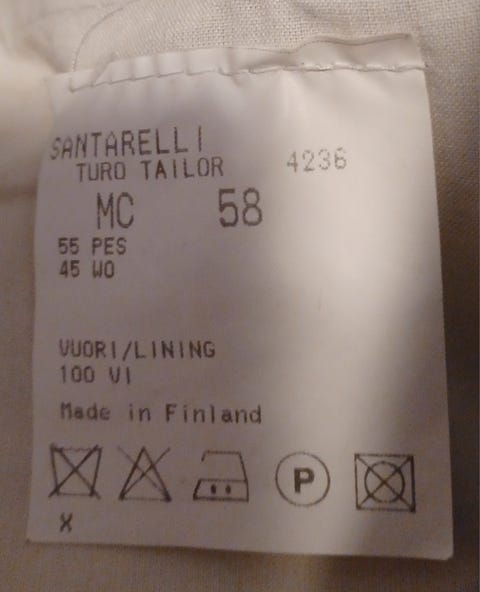 SANTARELLI
TURO TAILOR 4236
MC 58
55 PES
45 WO
VUORI/LINING
100 VI
Made in Finland
P
X